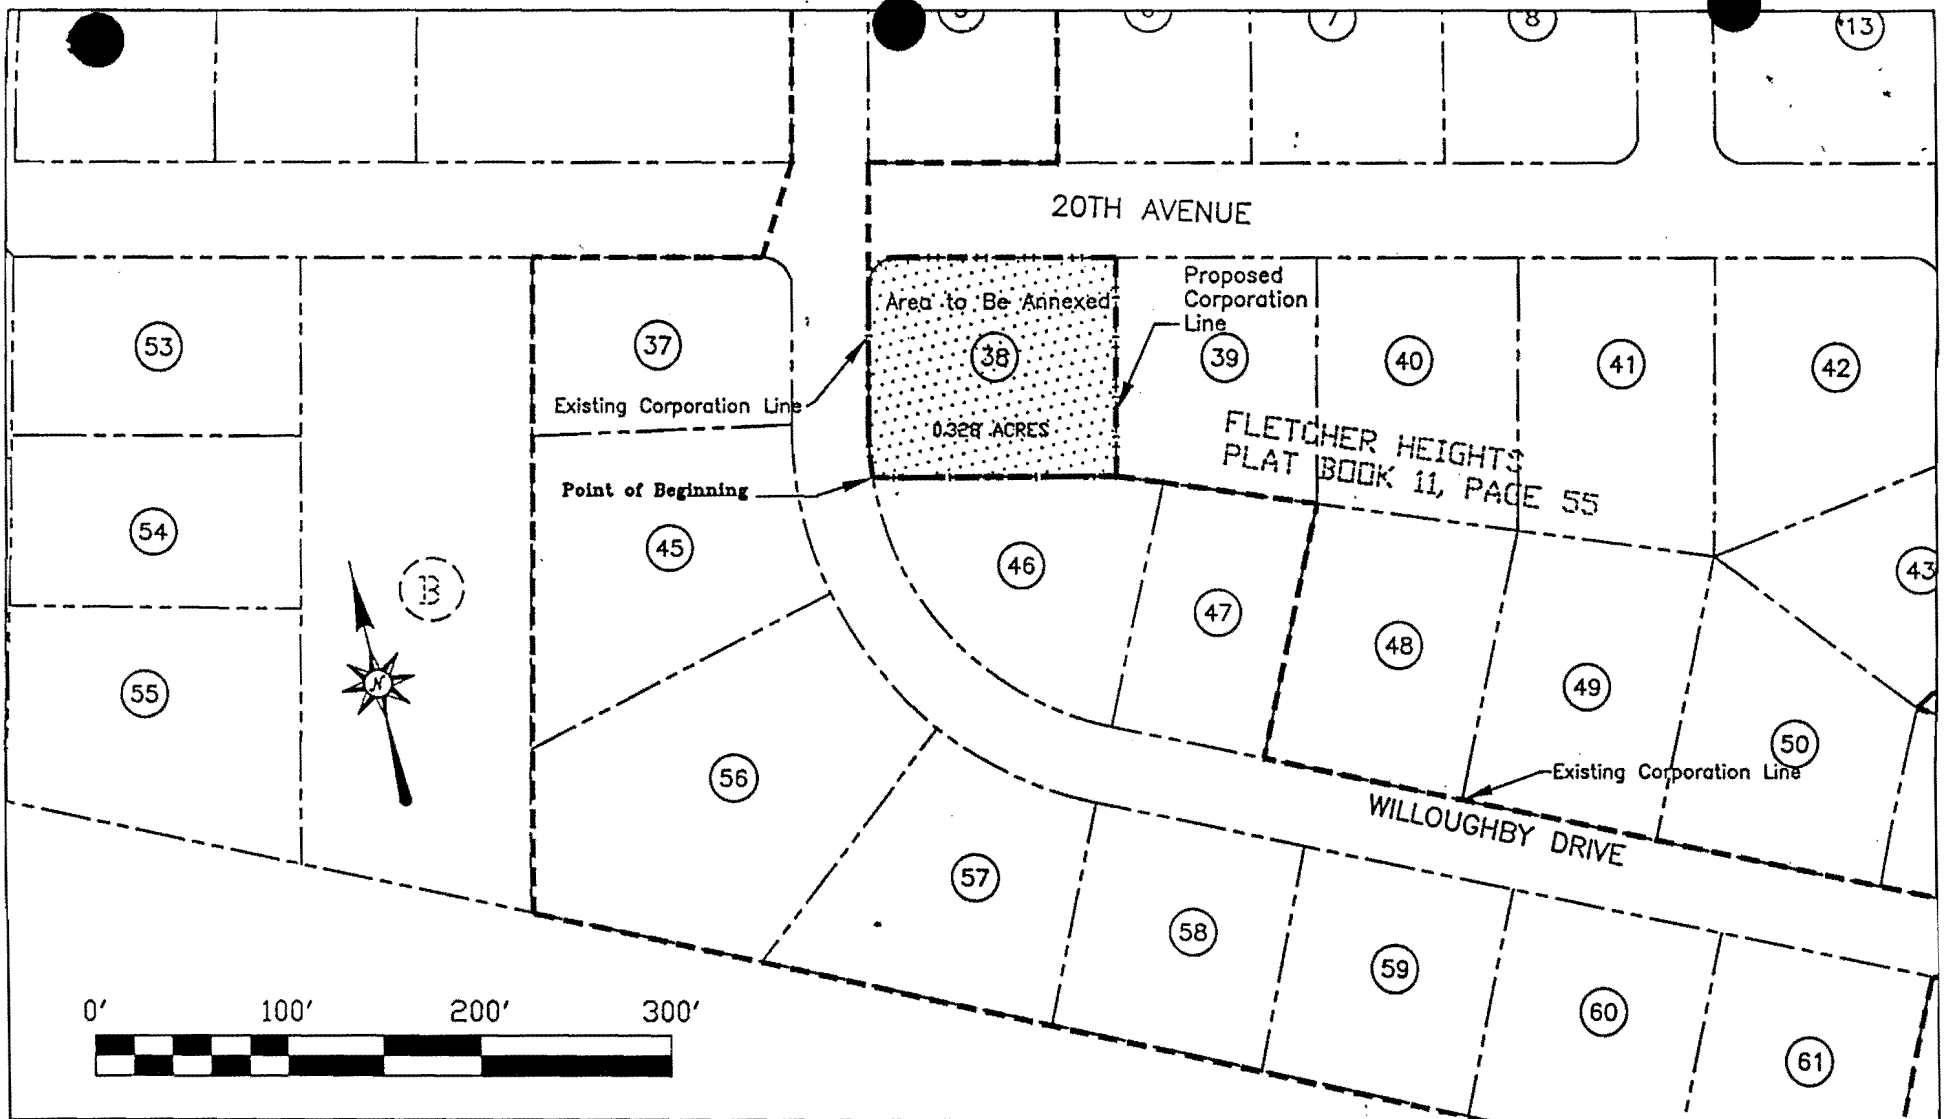 5
6
7
8
13
20TH AVENUE
Area to Be Annexed
Proposed
Corporation
Line
53
37
38
39
40
41
42
Existing Corporation Line
0.328 ACRES
FLETCHER HEIGHTS
PLAT BOOK 11, PAGE 55
Point of Beginning
54
45
46
43
B
47
48
55
N
49
50
56
Existing Corporation Line
WILLOUGHBY DRIVE
57
58
59
60
61
0' 100' 200' 300'